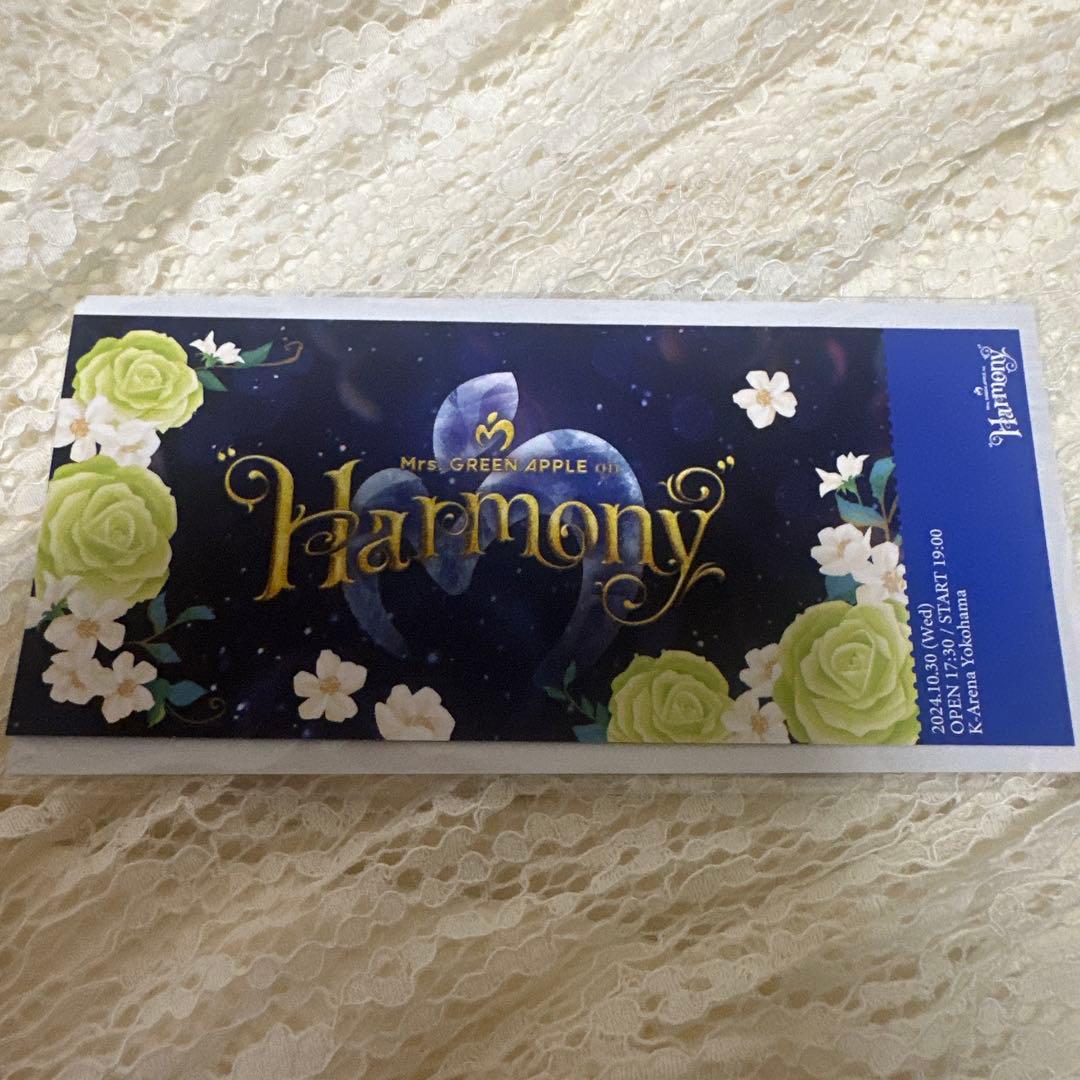 Mrs. GREEN APPLE on
"Harmony"
Harmony
2024.10.30 (Wed)
OPEN 17:30 / START 19:00
K-Arena Yokohama